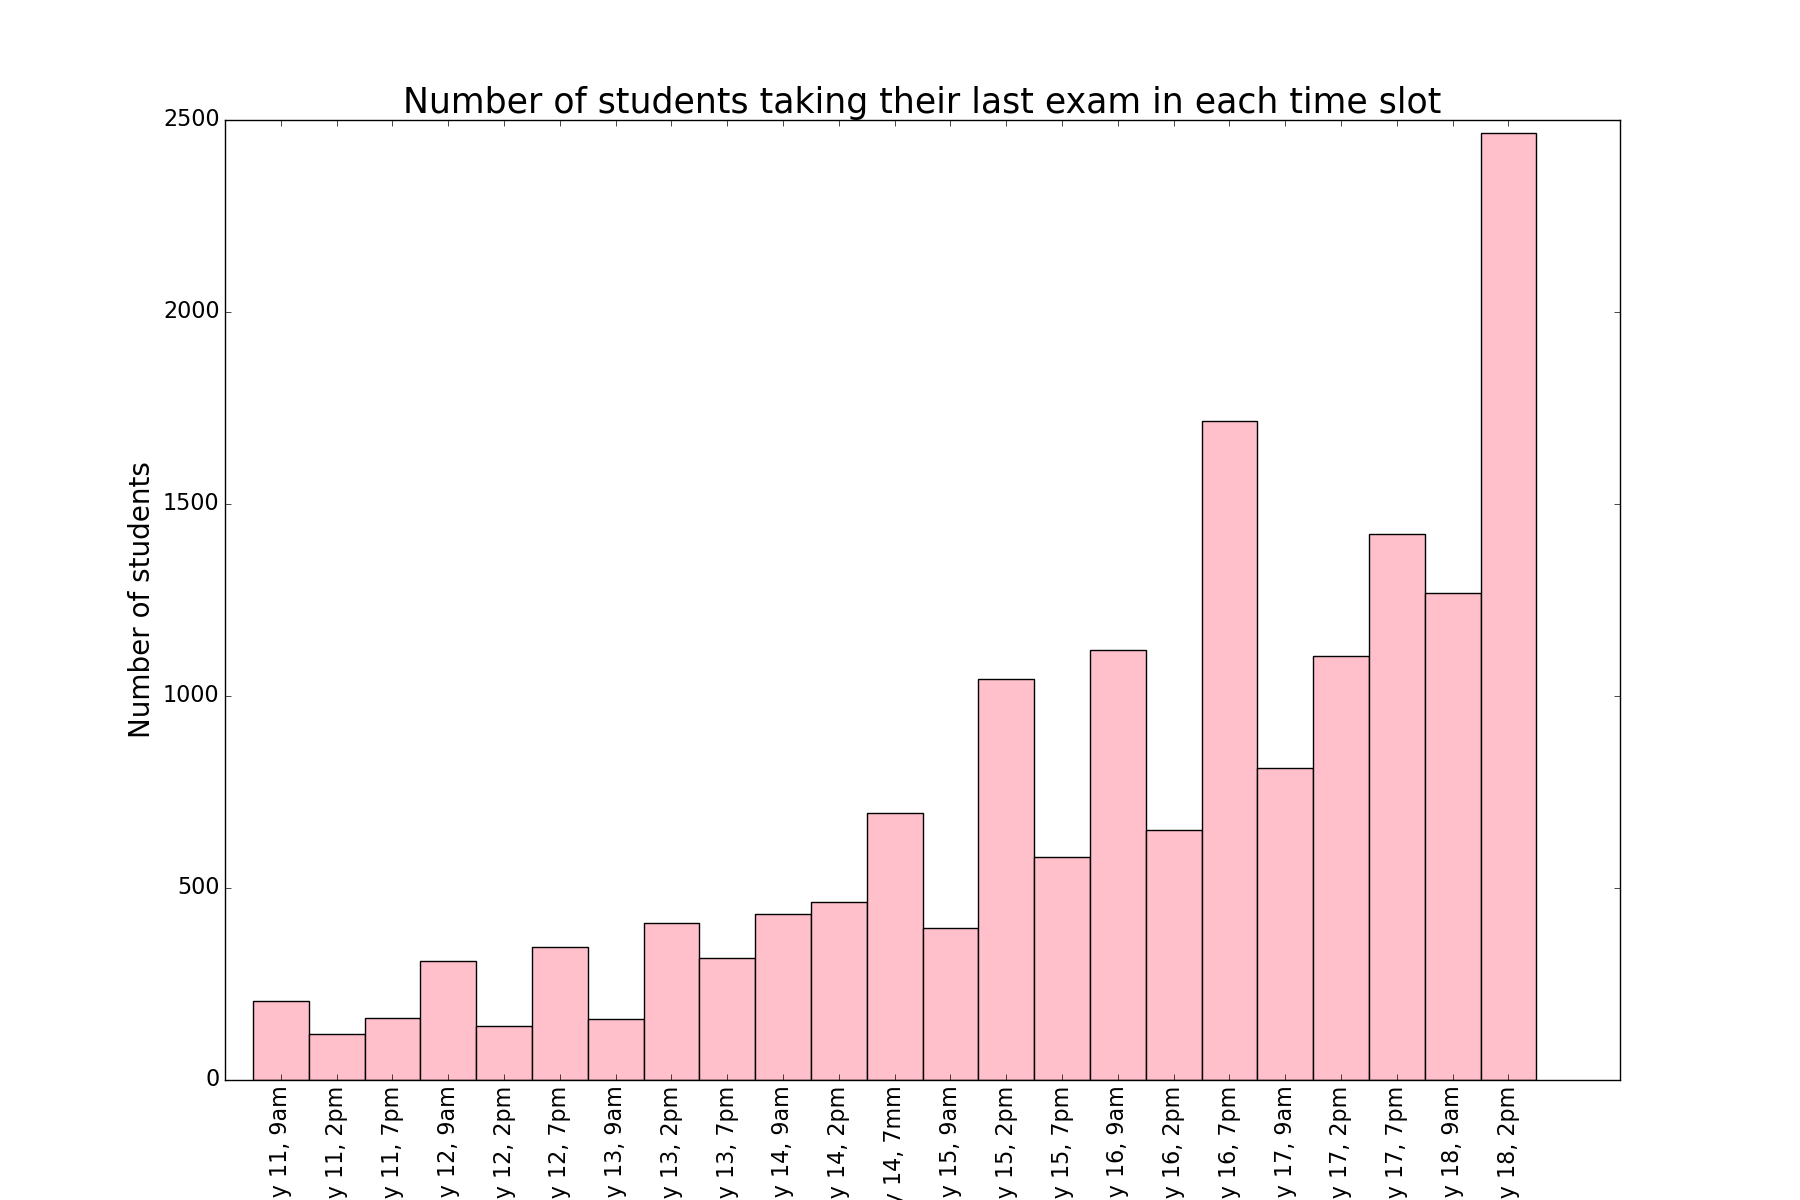 Number of students taking their last exam in each time slot
Number of students
2500
2000
1500
1000
500
0
y 11, 9am
y 11, 2pm
y 11, 7pm
y 12, 9am
y 12, 2pm
y 12, 7pm
y 13, 9am
y 13, 2pm
y 13, 7pm
y 14, 9am
y 14, 2pm
y 14, 7mm
y 15, 9am
y 15, 2pm
y 15, 7pm
y 16, 9am
y 16, 2pm
y 16, 7pm
y 17, 9am
y 17, 2pm
y 17, 7pm
y 18, 9am
y 18, 2pm